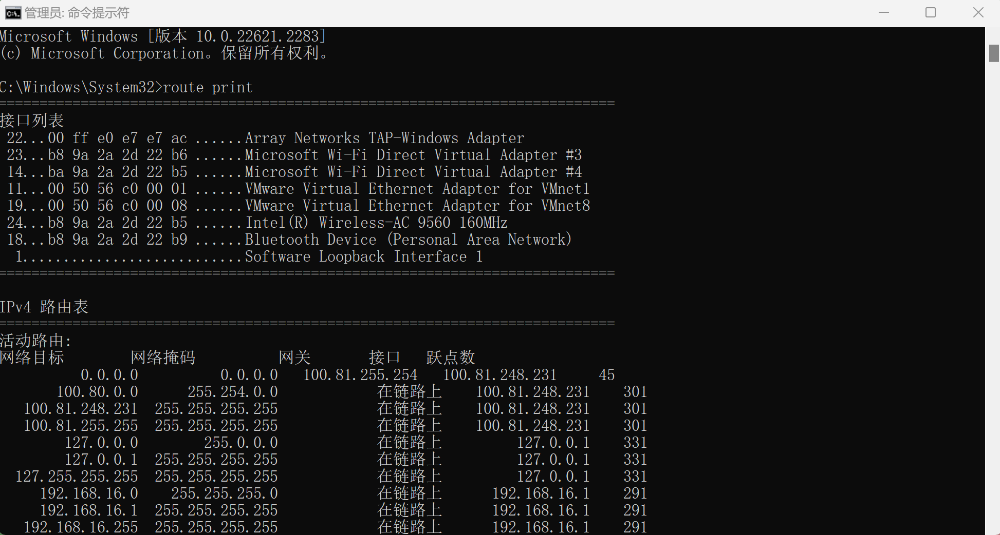 管理员: 命令提示符
Microsoft Windows [版本 10.0.22621.2283]
(c) Microsoft Corporation。保留所有权利。
C:\Windows\System32>route print
===========================================================================
接口列表
 22...00 ff e0 e7 e7 ac ......Array Networks TAP-Windows Adapter
 23...b8 9a 2a 2d 22 b6 ......Microsoft Wi-Fi Direct Virtual Adapter #3
 14...ba 9a 2a 2d 22 b5 ......Microsoft Wi-Fi Direct Virtual Adapter #4
 11...00 50 56 c0 00 01 ......VMware Virtual Ethernet Adapter for VMnet1
 19...00 50 56 c0 00 08 ......VMware Virtual Ethernet Adapter for VMnet8
 24...b8 9a 2a 2d 22 b5 ......Intel(R) Wireless-AC 9560 160MHz
 18...b8 9a 2a 2d 22 b9 ......Bluetooth Device (Personal Area Network)
  1...........................Software Loopback Interface 1
===========================================================================
IPv4 路由表
===========================================================================
活动路由:
网络目标        网络掩码          网关       接口   跃点数
          0.0.0.0          0.0.0.0   100.81.255.254   100.81.248.231     45
       100.80.0.0      255.254.0.0            在链路上    100.81.248.231    301
   100.81.248.231  255.255.255.255            在链路上    100.81.248.231    301
   100.81.255.255  255.255.255.255            在链路上    100.81.248.231    301
        127.0.0.0        255.0.0.0            在链路上         127.0.0.1    331
        127.0.0.1  255.255.255.255            在链路上         127.0.0.1    331
  127.255.255.255  255.255.255.255            在链路上         127.0.0.1    331
     192.168.16.0    255.255.255.0            在链路上      192.168.16.1    291
     192.168.16.1  255.255.255.255            在链路上      192.168.16.1    291
   192.168.16.255  255.255.255.255            在链路上      192.168.16.1    291